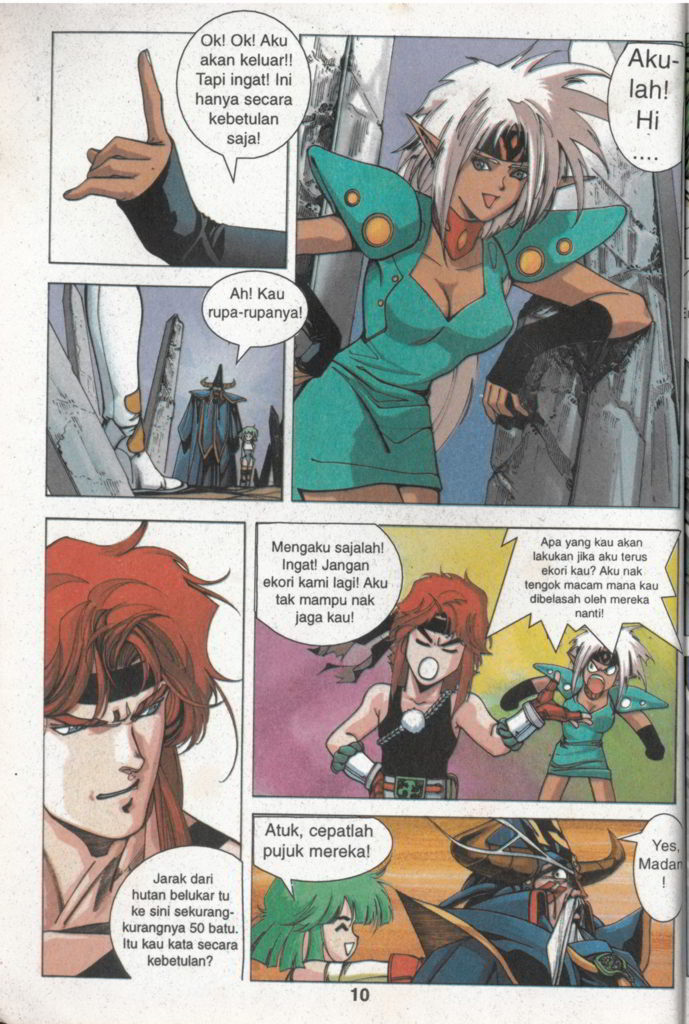 Ok! Ok! Aku
akan keluar!!
Tapi ingat! Ini
hanya secara
kebetulan
saja!
Aku-
lah!
Hi
....
Ah! Kau
rupa-rupanya!
Jarak dari
hutan belukar tu
ke sini sekurang-
kurangnya 50 batu.
Itu kau kata secara
kebetulan?
Mengaku sajalah!
Ingat! Jangan
ekori kami lagi! Aku
tak mampu nak
jaga kau!
Apa yang kau akan
lakukan jika aku terus
ekori kau? Aku nak
tengok macam mana kau
dibelasah oleh mereka
nanti!
Atuk, cepatlah
pujuk mereka!
Yes,
!
10